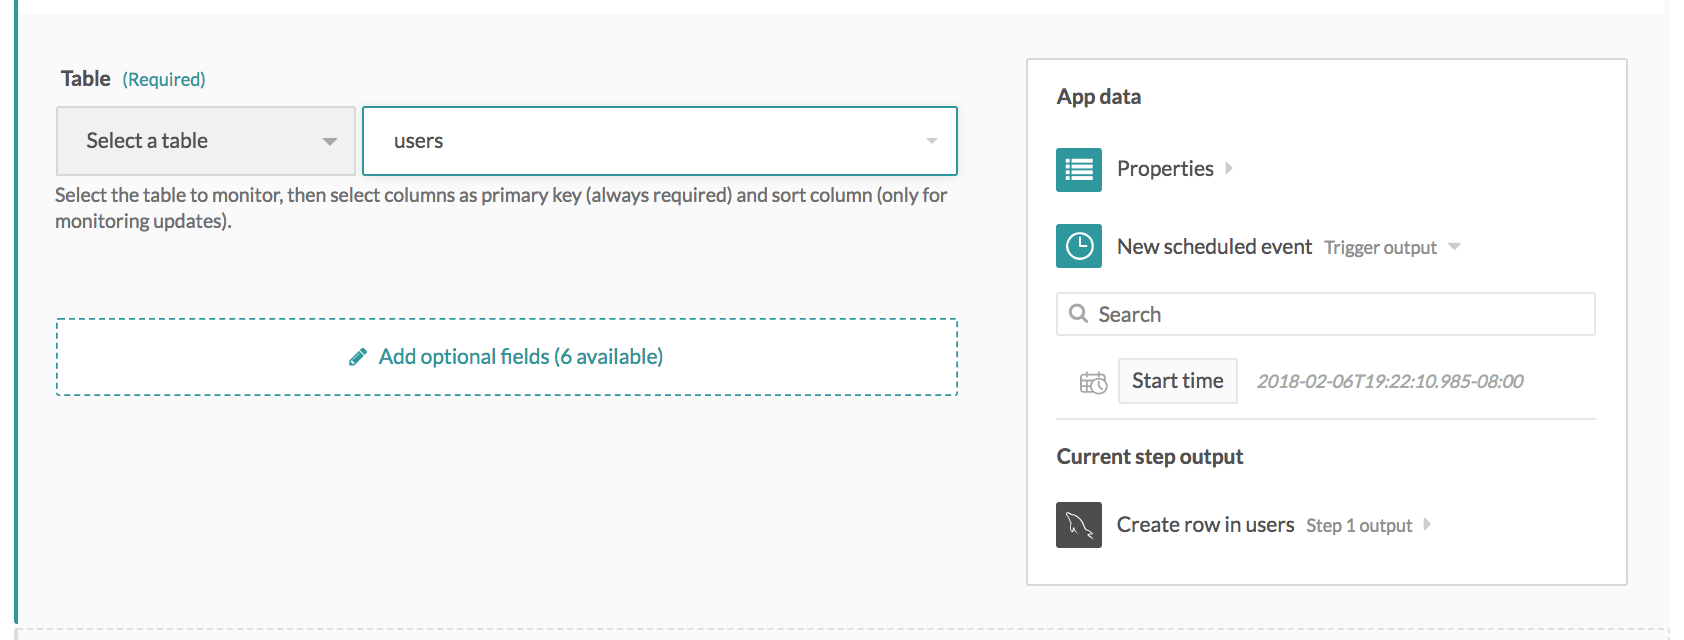 Table (Required)
Select a table
users
Select the table to monitor, then select columns as primary key (always required) and sort column (only for
monitoring updates).
Add optional fields (6 available)
App data
Properties
New scheduled event Trigger output
Search
Start time 2018-02-06T19:22:10.985-08:00
Current step output
Create row in users Step 1 output